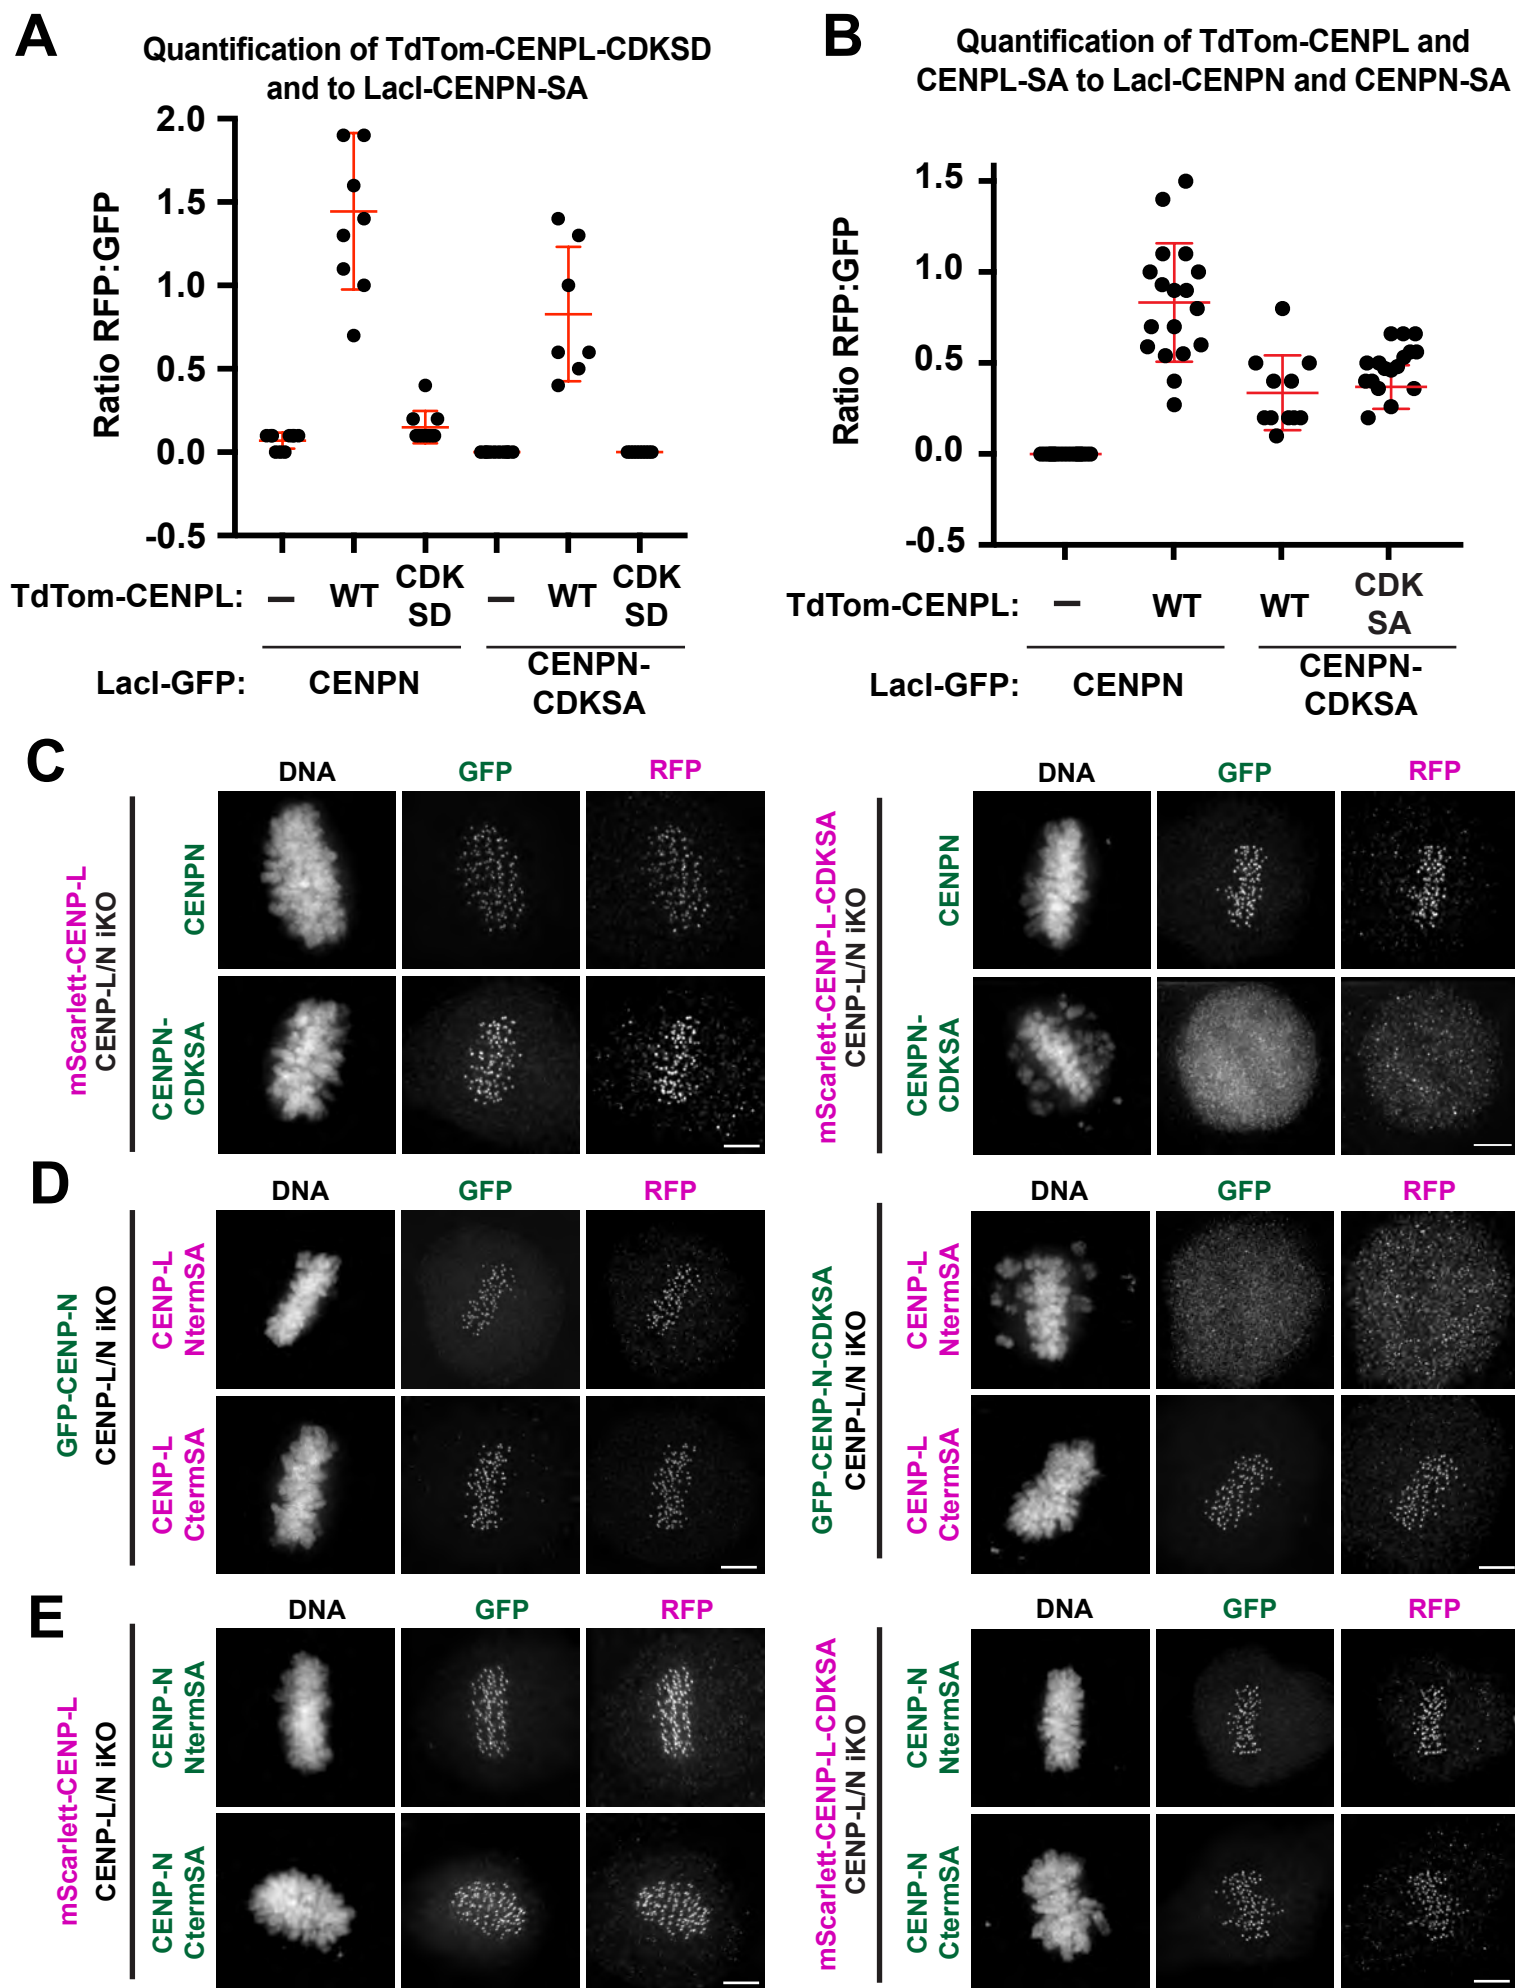 A
Quantification of TdTom-CENPL-CDKSD
and to LacI-CENPN-SA
Ratio RFP:GFP
2.0
1.5
1.0
0.5
0.0
-0.5
TdTom-CENPL:
– WT CDK SD – WT CDK SD
LacI-GFP:
CENPN
CENPN-
CDKSA
B
Quantification of TdTom-CENPL and
CENPL-SA to LacI-CENPN and CENPN-SA
Ratio RFP:GFP
1.5
1.0
0.5
0.0
-0.5
TdTom-CENPL:
– WT WT CDK SA
LacI-GFP:
CENPN
CENPN-
CDKSA
C
DNA GFP RFP
mScarlett-CENP-L
CENP-L/N iKO
CENPN
CENPN-
CDKSA
DNA GFP RFP
mScarlett-CENP-L-CDKSA
CENP-L/N iKO
CENPN
CENPN-
CDKSA
D
DNA GFP RFP
GFP-CENP-N
CENP-L/N iKO
CENP-L
NtermSA
CENP-L
CtermSA
DNA GFP RFP
GFP-CENP-N-CDKSA
CENP-L/N iKO
CENP-L
NtermSA
CENP-L
CtermSA
E
DNA GFP RFP
mScarlett-CENP-L
CENP-L/N iKO
CENP-N
NtermSA
CENP-N
CtermSA
DNA GFP RFP
mScarlett-CENP-L-CDKSA
CENP-L/N iKO
CENP-N
NtermSA
CENP-N
CtermSA